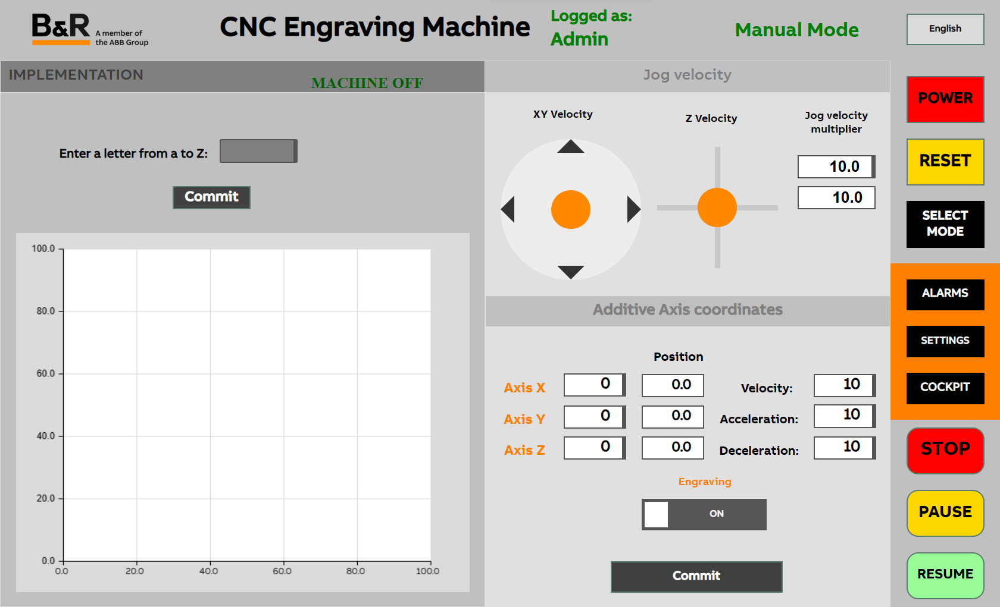 B&R A member of
the ABB Group
CNC Engraving Machine
Logged as:
Admin
Manual Mode
English
IMPLEMENTATION
MACHINE OFF
Enter a letter from a to Z:
Commit
100.0
80.0
60.0
40.0
20.0
0.0
0.0 20.0 40.0 60.0 80.0 100.0
Jog velocity
XY Velocity
Z Velocity
Jog velocity
multiplier
10.0
10.0
Additive Axis coordinates
Position
Axis X 0 0.0 Velocity: 10
Axis Y 0 0.0 Acceleration: 10
Axis Z 0 0.0 Deceleration: 10
Engraving
ON
Commit
POWER
RESET
SELECT
MODE
ALARMS
SETTINGS
COCKPIT
STOP
PAUSE
RESUME